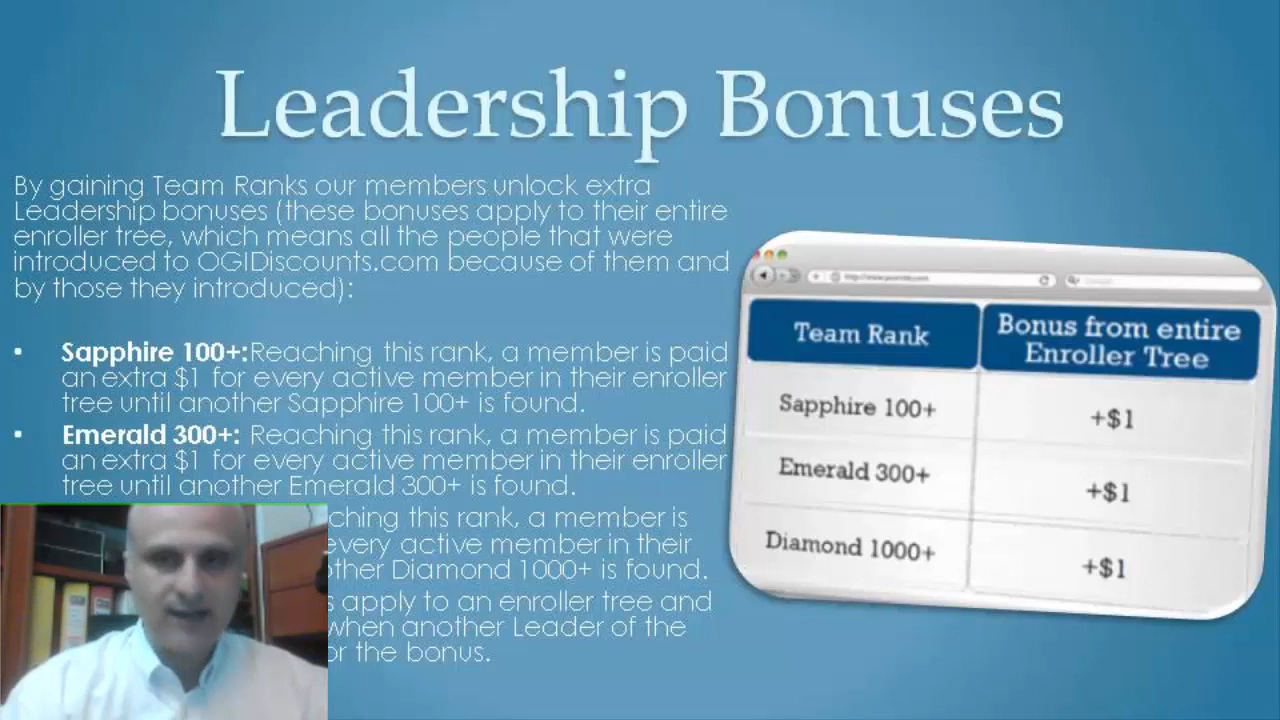 Leadership Bonuses
By gaining Team Ranks our members unlock extra
Leadership bonuses (these bonuses apply to their entire
enroller tree, which means all the people that were
introduced to OGIDiscounts.com because of them and
by those they introduced):
• Sapphire 100+:Reaching this rank, a member is paid
an extra $1 for every active member in their enroller
tree until another Sapphire 100+ is found.
• Emerald 300+: Reaching this rank, a member is paid
an extra $1 for every active member in their enroller
tree until another Emerald 300+ is found.
ching this rank, a member is
every active member in their
other Diamond 1000+ is found.
s apply to an enroller tree and
when another Leader of the
or the bonus.
Team Rank
Bonus from entire
Enroller Tree
Sapphire 100+
+$1
Emerald 300+
+$1
Diamond 1000+
+$1